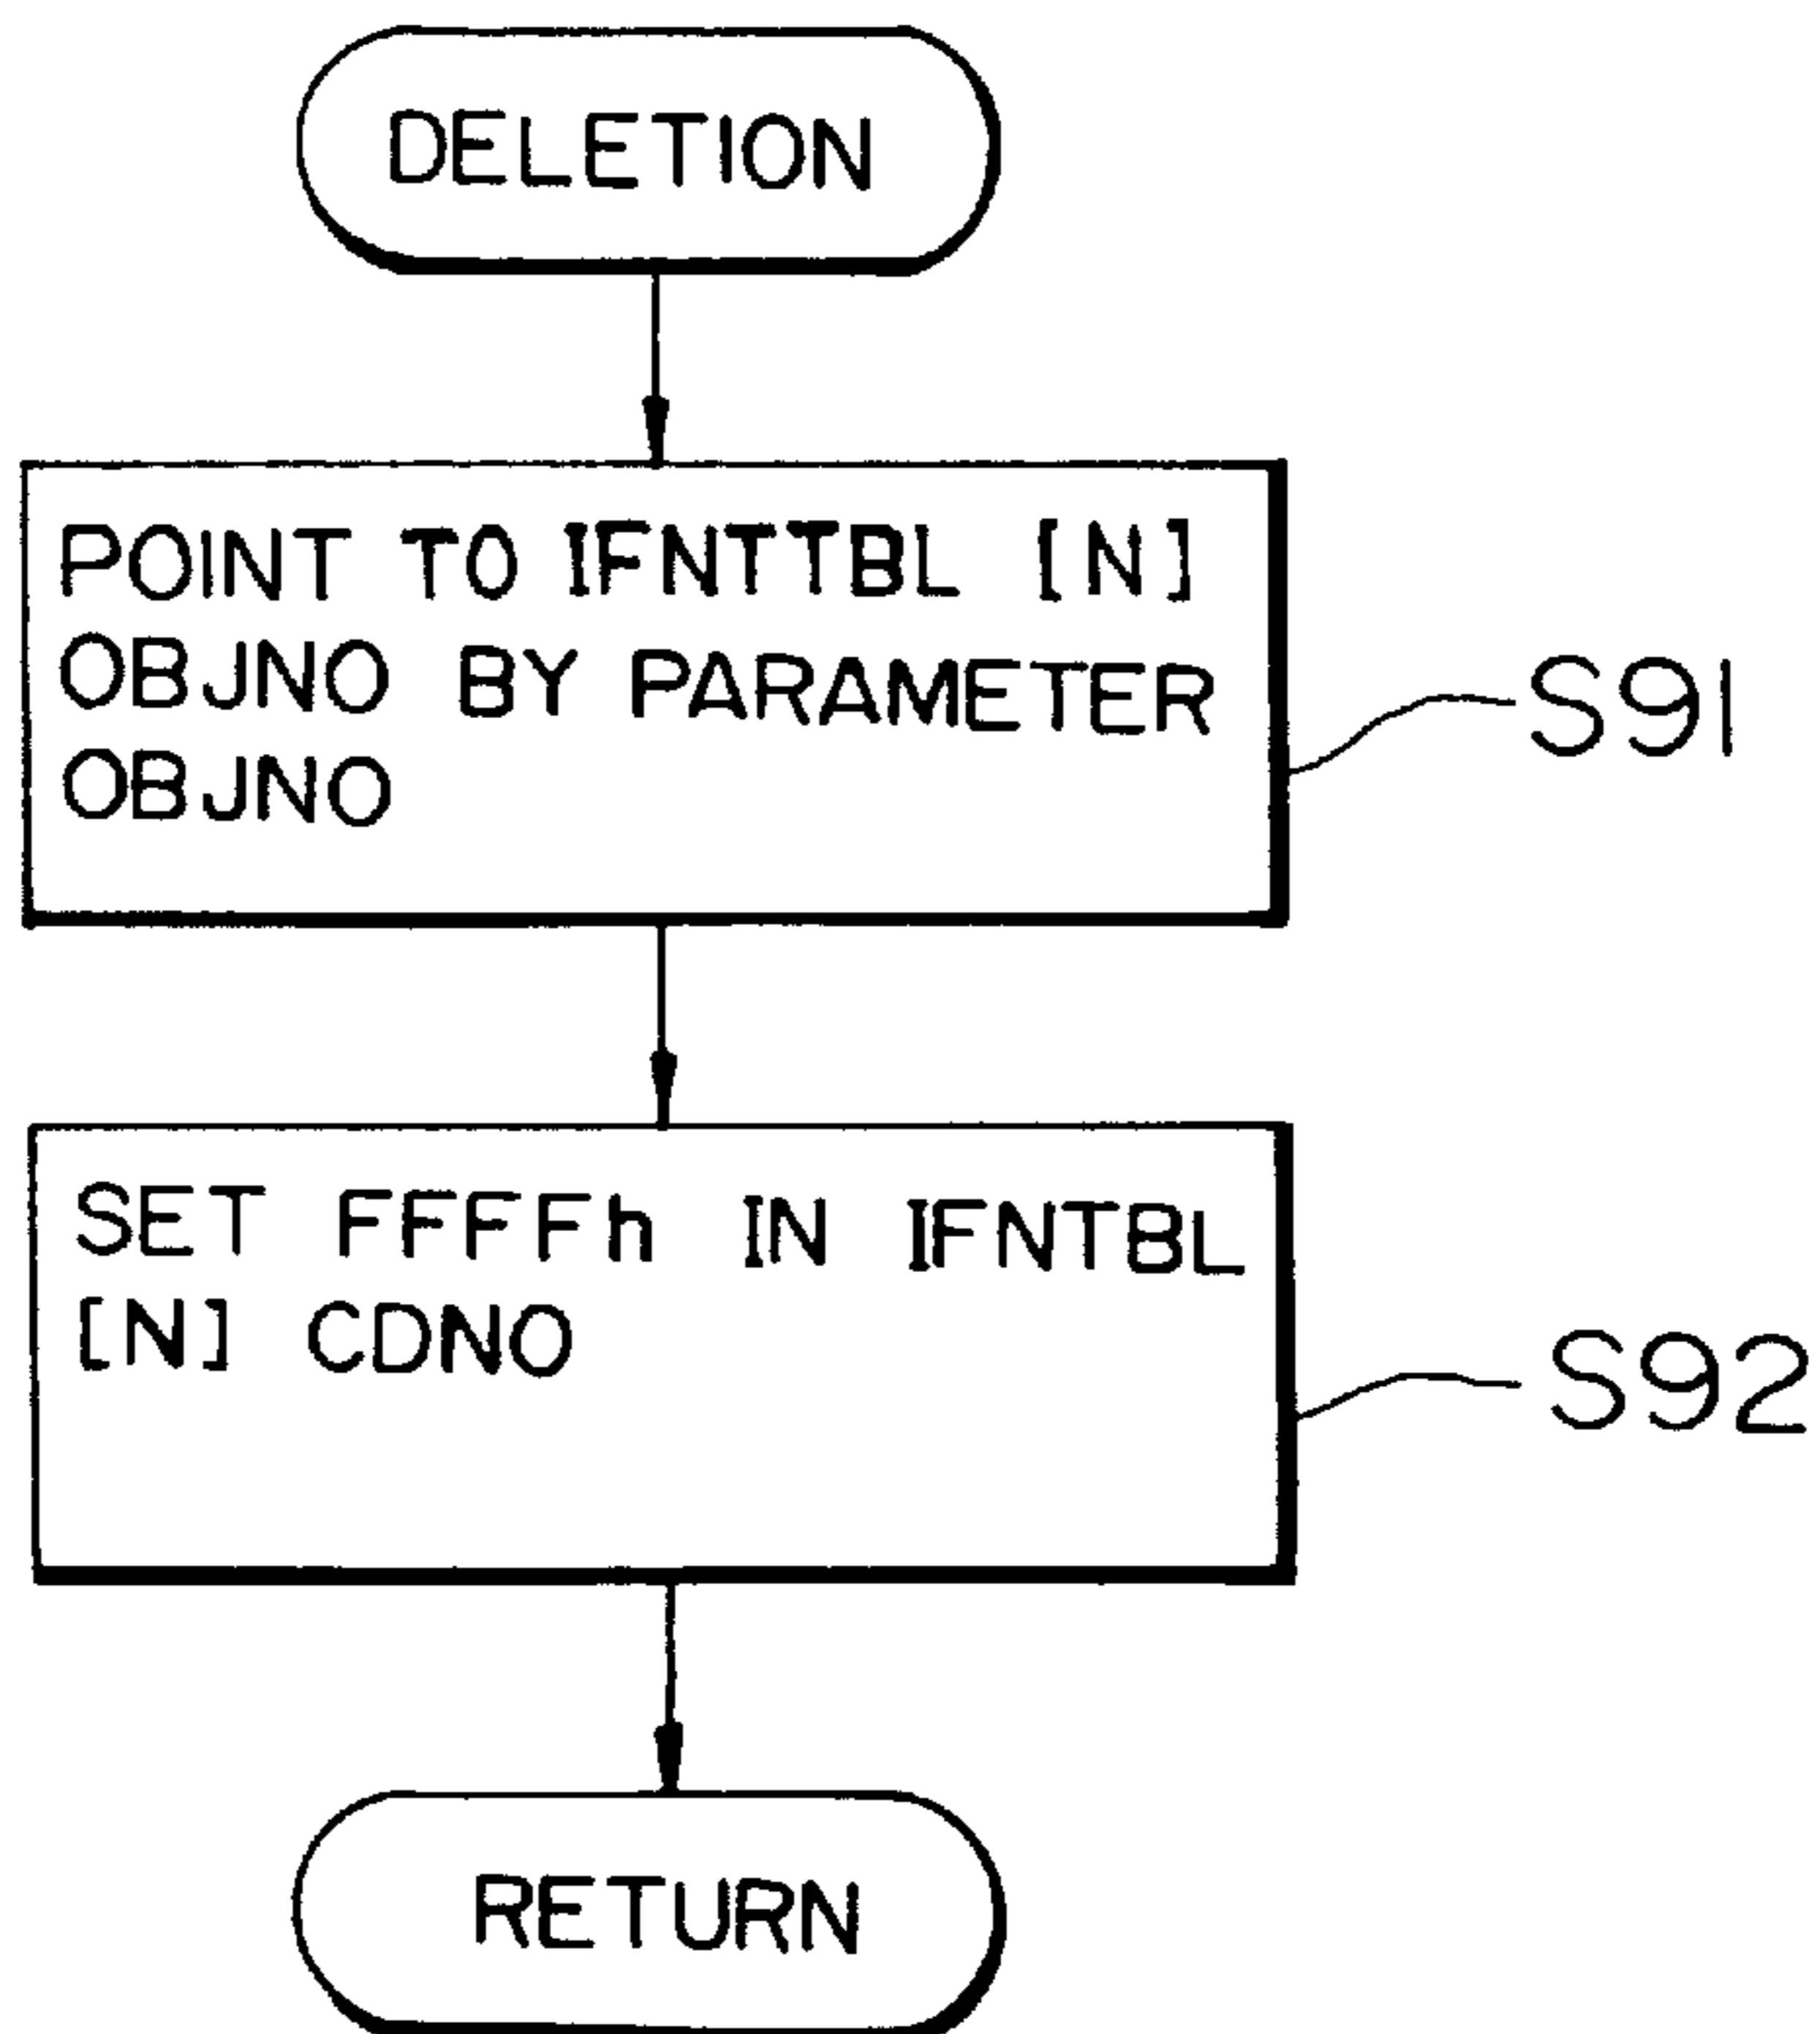 DELETION
POINT TO IFNTTBL [N]
OBJNO BY PARAMETER
OBJNO
S91
SET FFFFh IN IFNTBL
[N] CDNO
S92
RETURN